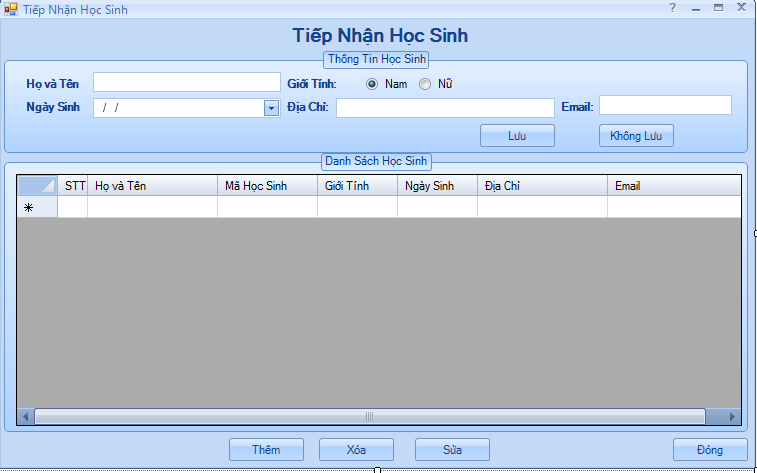 Tiếp Nhận Học Sinh
Tiếp Nhận Học Sinh
Thông Tin Học Sinh
Họ và Tên Giới Tính: Nam Nữ
Ngày Sinh / / Địa Chỉ: Email:
Lưu Không Lưu
Danh Sách Học Sinh
STT Họ và Tên Mã Học Sinh Giới Tính Ngày Sinh Địa Chỉ Email
Thêm Xóa Sửa Đóng